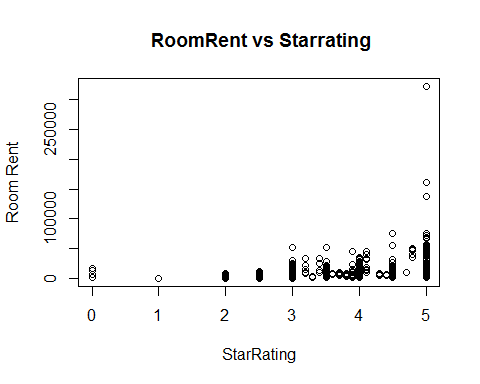 RoomRent vs Starrating
Room Rent
250000
100000
0
0 1 2 3 4 5
StarRating